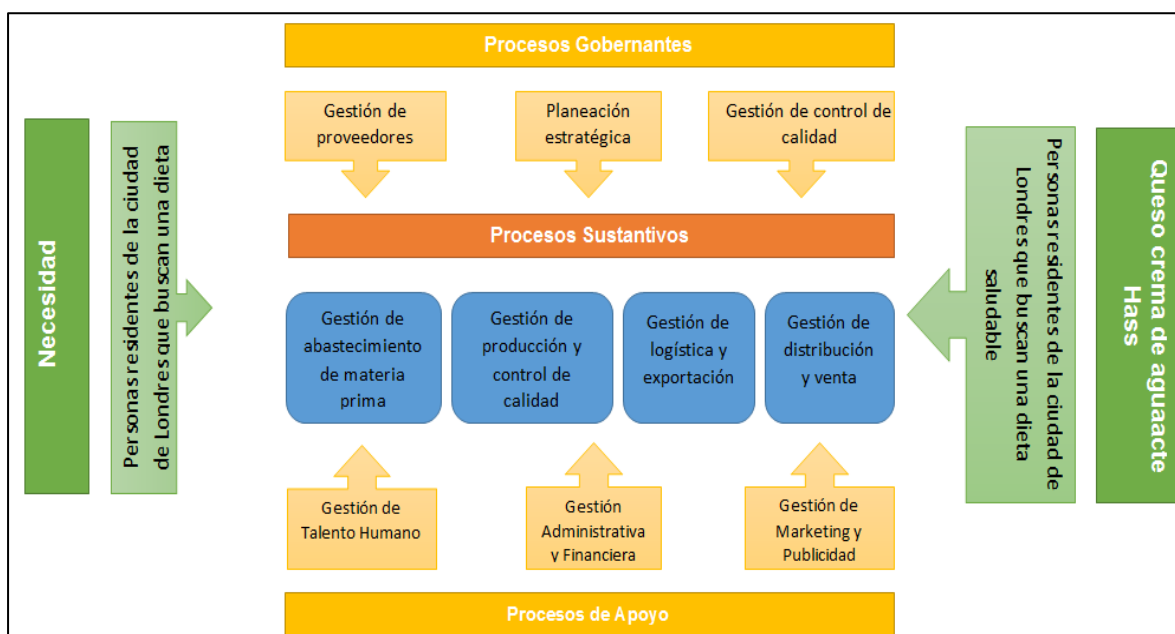 Procesos Gobernantes
Gestión de
proveedores
Planeación
estratégica
Gestión de control de
calidad
Necesidad
Personas residentes de la ciudad
de Londres que buscan una dieta
Procesos Sustantivos
Gestión de
abastecimiento
de materia
prima
Gestión de
producción y
control de
calidad
Gestión de
logística y
exportación
Gestión de
distribución
y venta
Personas residentes de la ciudad de
Londres que buscan una dieta
saludable
Queso crema de aguaacte
Hass
Gestión de
Talento Humano
Gestión
Administrativa
y Financiera
Gestión de
Marketing y
Publicidad
Procesos de Apoyo